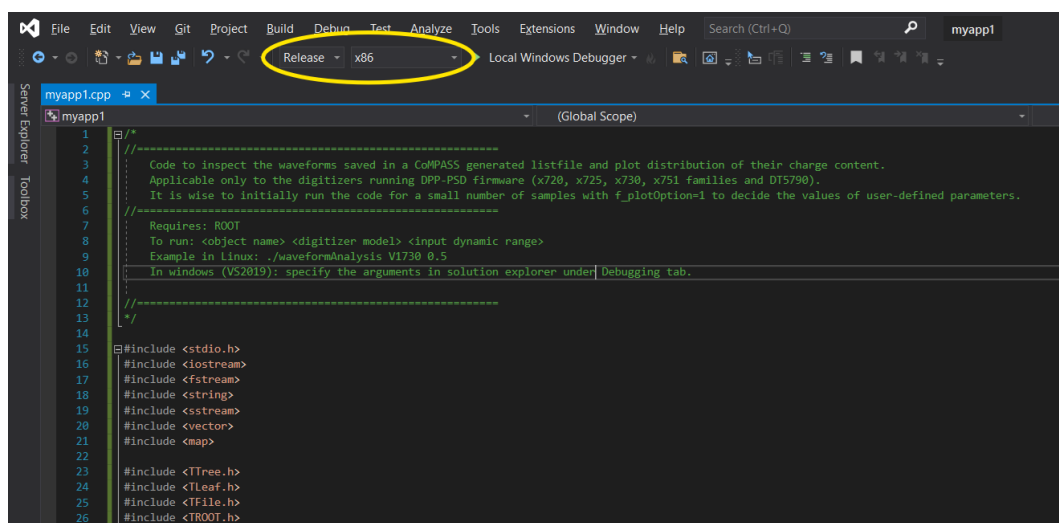 File Edit View Git Project Build Debug Test Analyze Tools Extensions Window Help Search (Ctrl+Q) myapp1
Release x86 Local Windows Debugger
Server Explorer
Toolbox
myapp1.cpp
myapp1 (Global Scope)
1 /*
2 //========================================================
3 Code to inspect the waveforms saved in a CoMPASS generated listfile and plot distribution of their charge content.
4 Applicable only to the digitizers running DPP-PSD firmware (x720, x725, x730, x751 families and DT5790).
5 It is wise to initially run the code for a small number of samples with f_plotOption=1 to decide the values of user-defined parameters.
6 //========================================================
7 Requires: ROOT
8 To run: <object name> <digitizer model> <input dynamic range>
9 Example in Linux: ./waveformAnalysis V1730 0.5
10 In windows (VS2019): specify the arguments in solution explorer under Debugging tab.
11
12 //========================================================
13 */
14
15 #include <stdio.h>
16 #include <iostream>
17 #include <fstream>
18 #include <string>
19 #include <sstream>
20 #include <vector>
21 #include <map>
22
23 #include <TTree.h>
24 #include <TLeaf.h>
25 #include <TFile.h>
26 #include <TROOT.h>